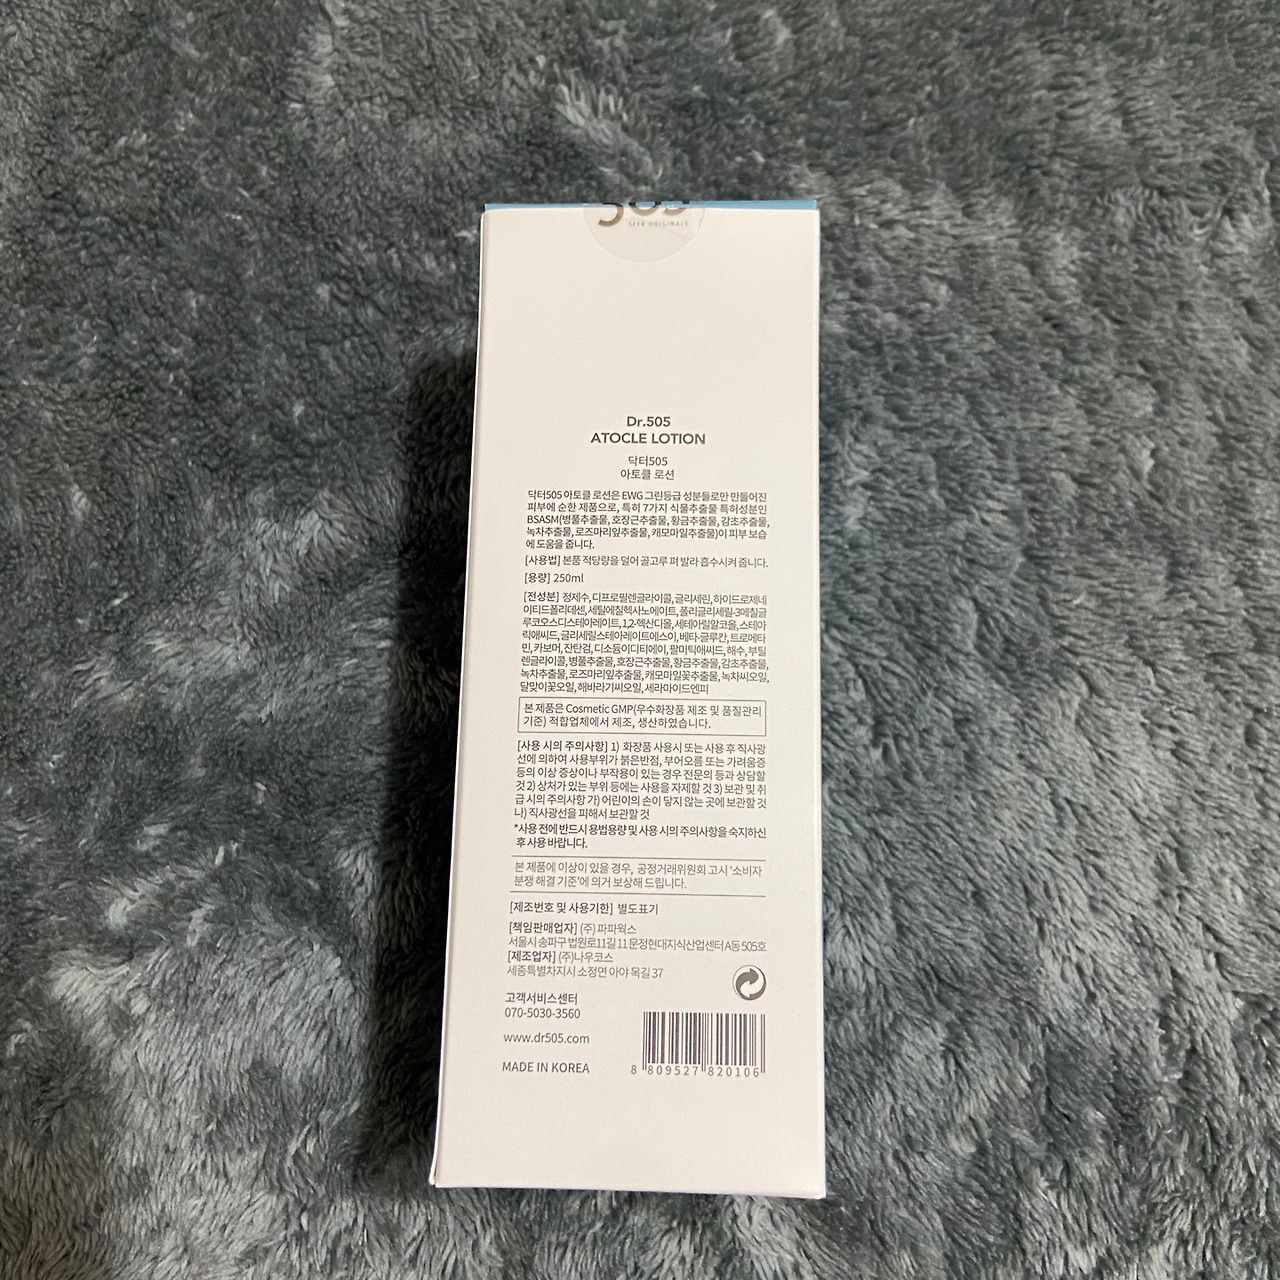 505
SEEK ORIGINALS
Dr.505
ATOCLE LOTION
닥터505
아토클 로션
닥터505 아토클 로션은 EWG 그린등급 성분들로만 만들어진
피부에 순한 제품으로, 특히 7가지 식물추출물 특허성분인
BSASM(병풀추출물, 호장근추출물, 황금추출물, 감초추출물,
녹차추출물, 로즈마리잎추출물, 캐모마일추출물)이 피부 보습
에 도움을 줍니다.
[사용법] 본품 적당량을 덜어 골고루 펴 발라 흡수시켜 줍니다.
[용량] 250ml
[전성분] 정제수, 디프로필렌글라이콜, 글리세린, 하이드로제네
이티드폴리데센, 세틸에칠헥사노에이트, 폴리글리세릴-3메칠글
루코오스디스테아레이트, 1,2-헥산디올, 세테아릴알코올, 스테아
릭애씨드, 글리세릴스테아레이트에스이, 베타-글루칸, 트로메타
민, 카보머, 잔탄검, 디소듐이디티에이, 팔미틱애씨드, 해수, 부틸
렌글라이콜, 병풀추출물, 호장근추출물, 황금추출물, 감초추출물,
녹차추출물, 로즈마리잎추출물, 캐모마일꽃추출물, 녹차씨오일,
달맞이꽃오일, 해바라기씨오일, 세라마이드엔피
본 제품은 Cosmetic GMP(우수화장품 제조 및 품질관리
기준) 적합업체에서 제조, 생산하였습니다.
[사용 시의 주의사항] 1) 화장품 사용시 또는 사용 후 직사광
선에 의하여 사용부위가 붉은반점, 부어오름 또는 가려움증
등의 이상 증상이나 부작용이 있는 경우 전문의 등과 상담할
것 2) 상처가 있는 부위 등에는 사용을 자제할 것 3) 보관 및 취
급 시의 주의사항 가) 어린이의 손이 닿지 않는 곳에 보관할 것
나) 직사광선을 피해서 보관할 것
*사용 전에 반드시 용법용량 및 사용 시의 주의사항을 숙지하신
후 사용 바랍니다.
본 제품에 이상이 있을 경우, 공정거래위원회 고시 '소비자
분쟁 해결 기준'에 의거 보상해 드립니다.
[제조번호 및 사용기한] 별도표기
[책임판매업자] (주) 파파웍스
서울시 송파구 법원로11길 11 문정현대지식산업센터 A동 505호
[제조업자] (주)나우코스
세종특별자치시 소정면 아야 목길 37
고객서비스센터
070-5030-3560
www.dr505.com
MADE IN KOREA
8 809527 820106